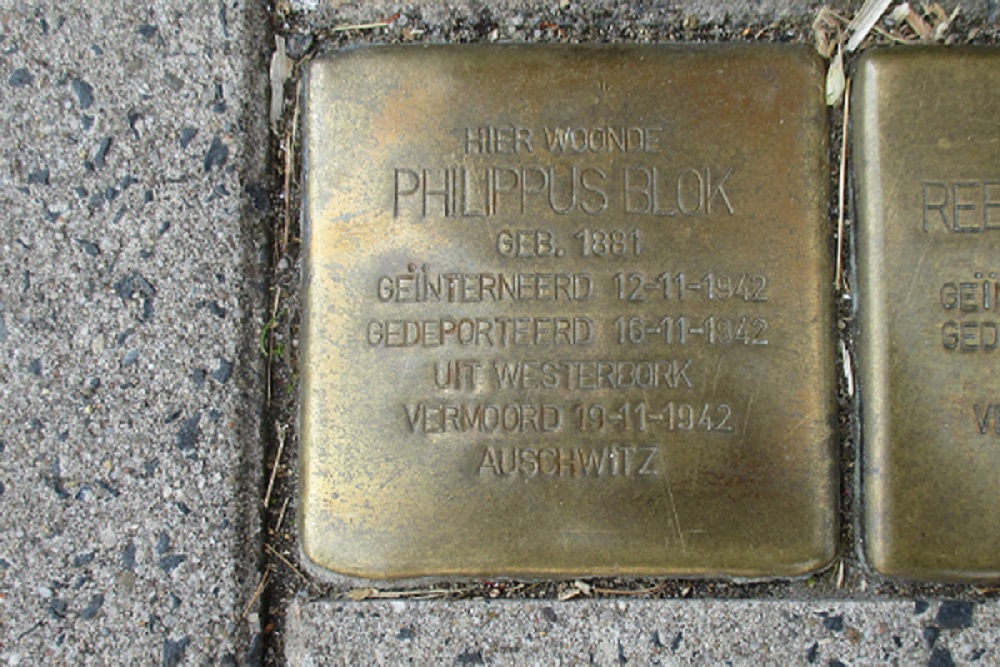 HIER WOONDE
PHILIPPUS BLOK
GEB. 1881
GEÏNTERNEERD 12-11-1942
GEDEPORTEERD 16-11-1942
UIT WESTERBORK
VERMOORD 19-11-1942
AUSCHWITZ